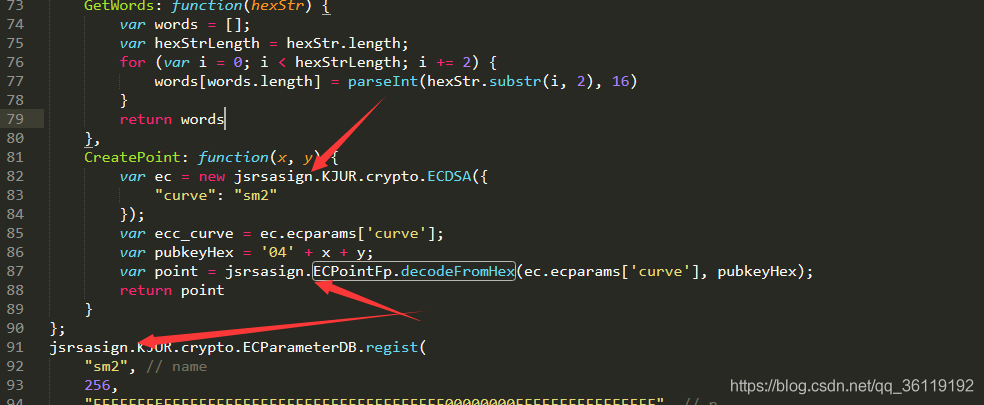 73 GetWords: function(hexStr) {
74 var words = [];
75 var hexStrLength = hexStr.length;
76 for (var i = 0; i < hexStrLength; i += 2) {
77 words[words.length] = parseInt(hexStr.substr(i, 2), 16)
78 }
79 return words
80 },
81 CreatePoint: function(x, y) {
82 var ec = new jsrsasign.KJUR.crypto.ECDSA({
83 "curve": "sm2"
84 });
85 var ecc_curve = ec.ecparams['curve'];
86 var pubkeyHex = '04' + x + y;
87 var point = jsrsasign.ECPointFp.decodeFromHex(ec.ecparams['curve'], pubkeyHex);
88 return point
89 }
90 };
91 jsrsasign.KJUR.crypto.ECParameterDB.regist(
92 "sm2", // name
93 256,
94
https://blog.csdn.net/qq_36119192